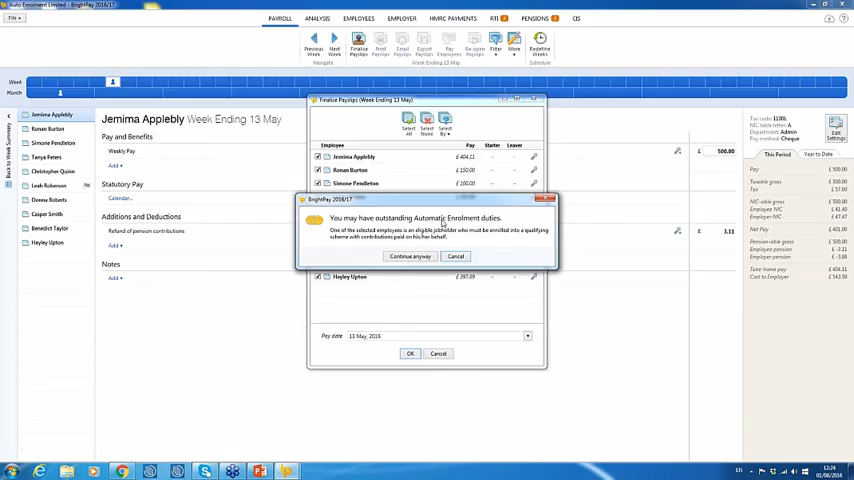 Auto Enrolment Limited - BrightPay 2016/17
File
PAYROLL ANALYSIS EMPLOYEES EMPLOYER HMRC PAYMENTS RTI PENSIONS CIS
Previous Week
Next Week
Finalise Payslips
Print Payslips
Email Payslips
Export Payslips
Pay Employees
Re-open Payslips
Filter
More
Redefine Weeks
Navigate
Week Ending 13 May
Schedule
Week
Month
Week Summary
Jemima Applebly
Ronan Burton
Simone Pendleton
Tanya Peters
Cooper Quinn
Leah Roberson
Donna Roberts
Casper Smith
Benedict Taylor
Hayley Upton
Jemima Applebly Week Ending 13 May
Pay and Benefits
Weekly Pay
£ 500.00
Add
Statutory Pay
Calendar...
Additions and Deductions
Refund of pension contributions
£ 3.11
Add
Notes
Add
Finalise Payslips (Week Ending 13 May)
Select All
Select None
Select By
Employee Pay Starter Leaver
Jemima Applebly £ 404.11 – –
Ronan Burton £ 150.00 – –
Simone Pendleton £ 100.00 – –
BrightPay 2016/17
You may have outstanding Automatic Enrolment duties.
One of the selected employees is an eligible jobholder who must be enrolled into a qualifying
scheme with contributions paid on his/her behalf.
Continue anyway Cancel
Hayley Upton £ 397.89 – –
Pay date 13 May, 2016
OK Cancel
Tax code: 1100L
NIC table letter: A
Department: Admin
Pay method: Cheque
Edit Settings
This Period Year to Date
Pay £ 500.00
Taxable gross £ 500.00
Tax £ 57.60
NIC-able gross £ 500.00
Employee NIC £ 41.40
Employer NIC £ 47.47
Net Pay £ 401.00
Pension-able gross £ 500.00
Employee pension £ -3.11
Take-home pay £ 404.11
Cost to Employer £ 543.59
EN
12:24
01/06/2016